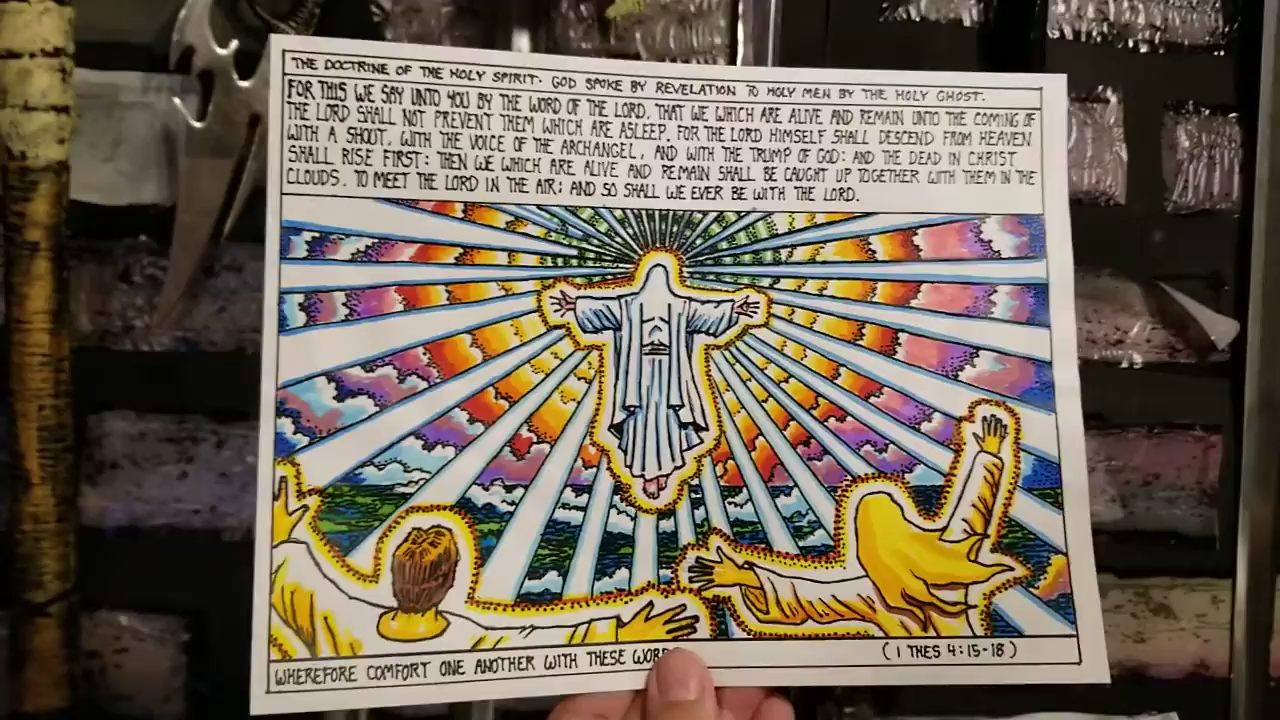 THE DOCTRINE OF THE HOLY SPIRIT. GOD SPOKE BY REVELATION TO HOLY MEN BY THE HOLY GHOST.
FOR THIS WE SAY UNTO YOU BY THE WORD OF THE LORD, THAT WE WHICH ARE ALIVE AND REMAIN UNTO THE COMING OF
THE LORD SHALL NOT PREVENT THEM WHICH ARE ASLEEP. FOR THE LORD HIMSELF SHALL DESCEND FROM HEAVEN
WITH A SHOUT, WITH THE VOICE OF THE ARCHANGEL, AND WITH THE TRUMP OF GOD: AND THE DEAD IN CHRIST
SHALL RISE FIRST: THEN WE WHICH ARE ALIVE AND REMAIN SHALL BE CAUGHT UP TOGETHER WITH THEM IN THE
CLOUDS, TO MEET THE LORD IN THE AIR: AND SO SHALL WE EVER BE WITH THE LORD.
WHEREFORE COMFORT ONE ANOTHER WITH THESE (1 THES 4:15-18)